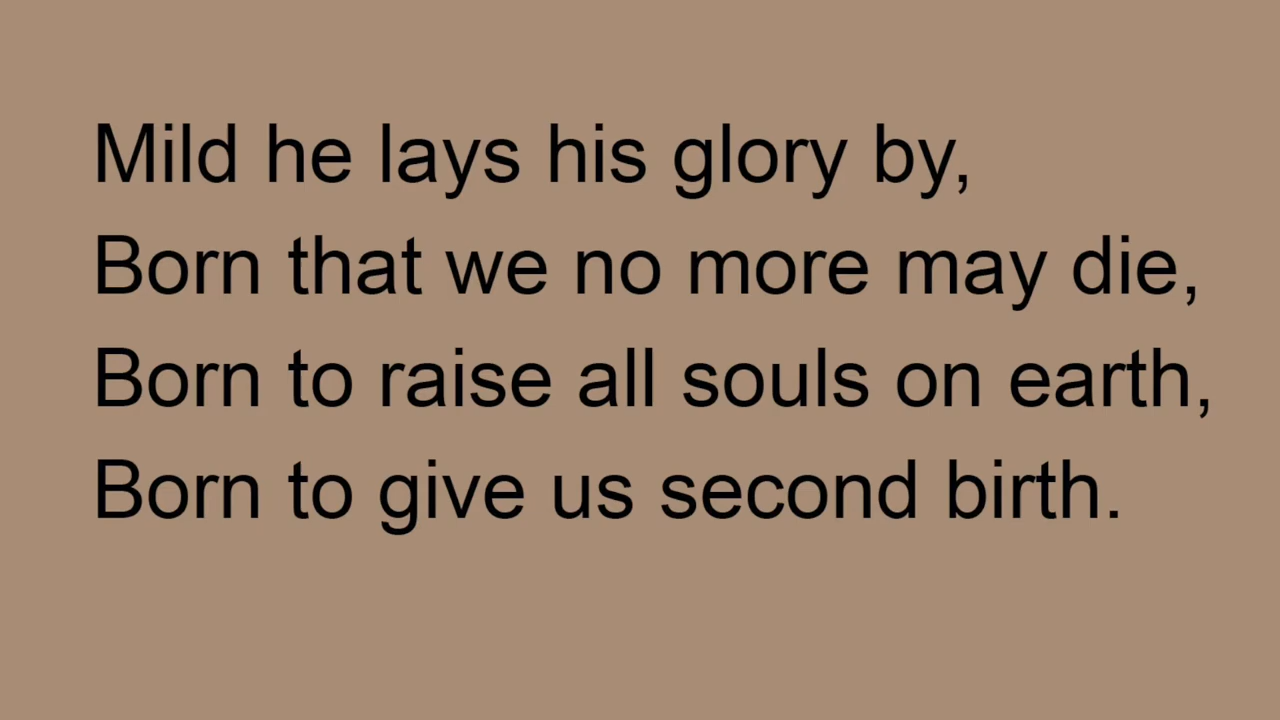 Mild he lays his glory by,
Born that we no more may die,
Born to raise all souls on earth,
Born to give us second birth.